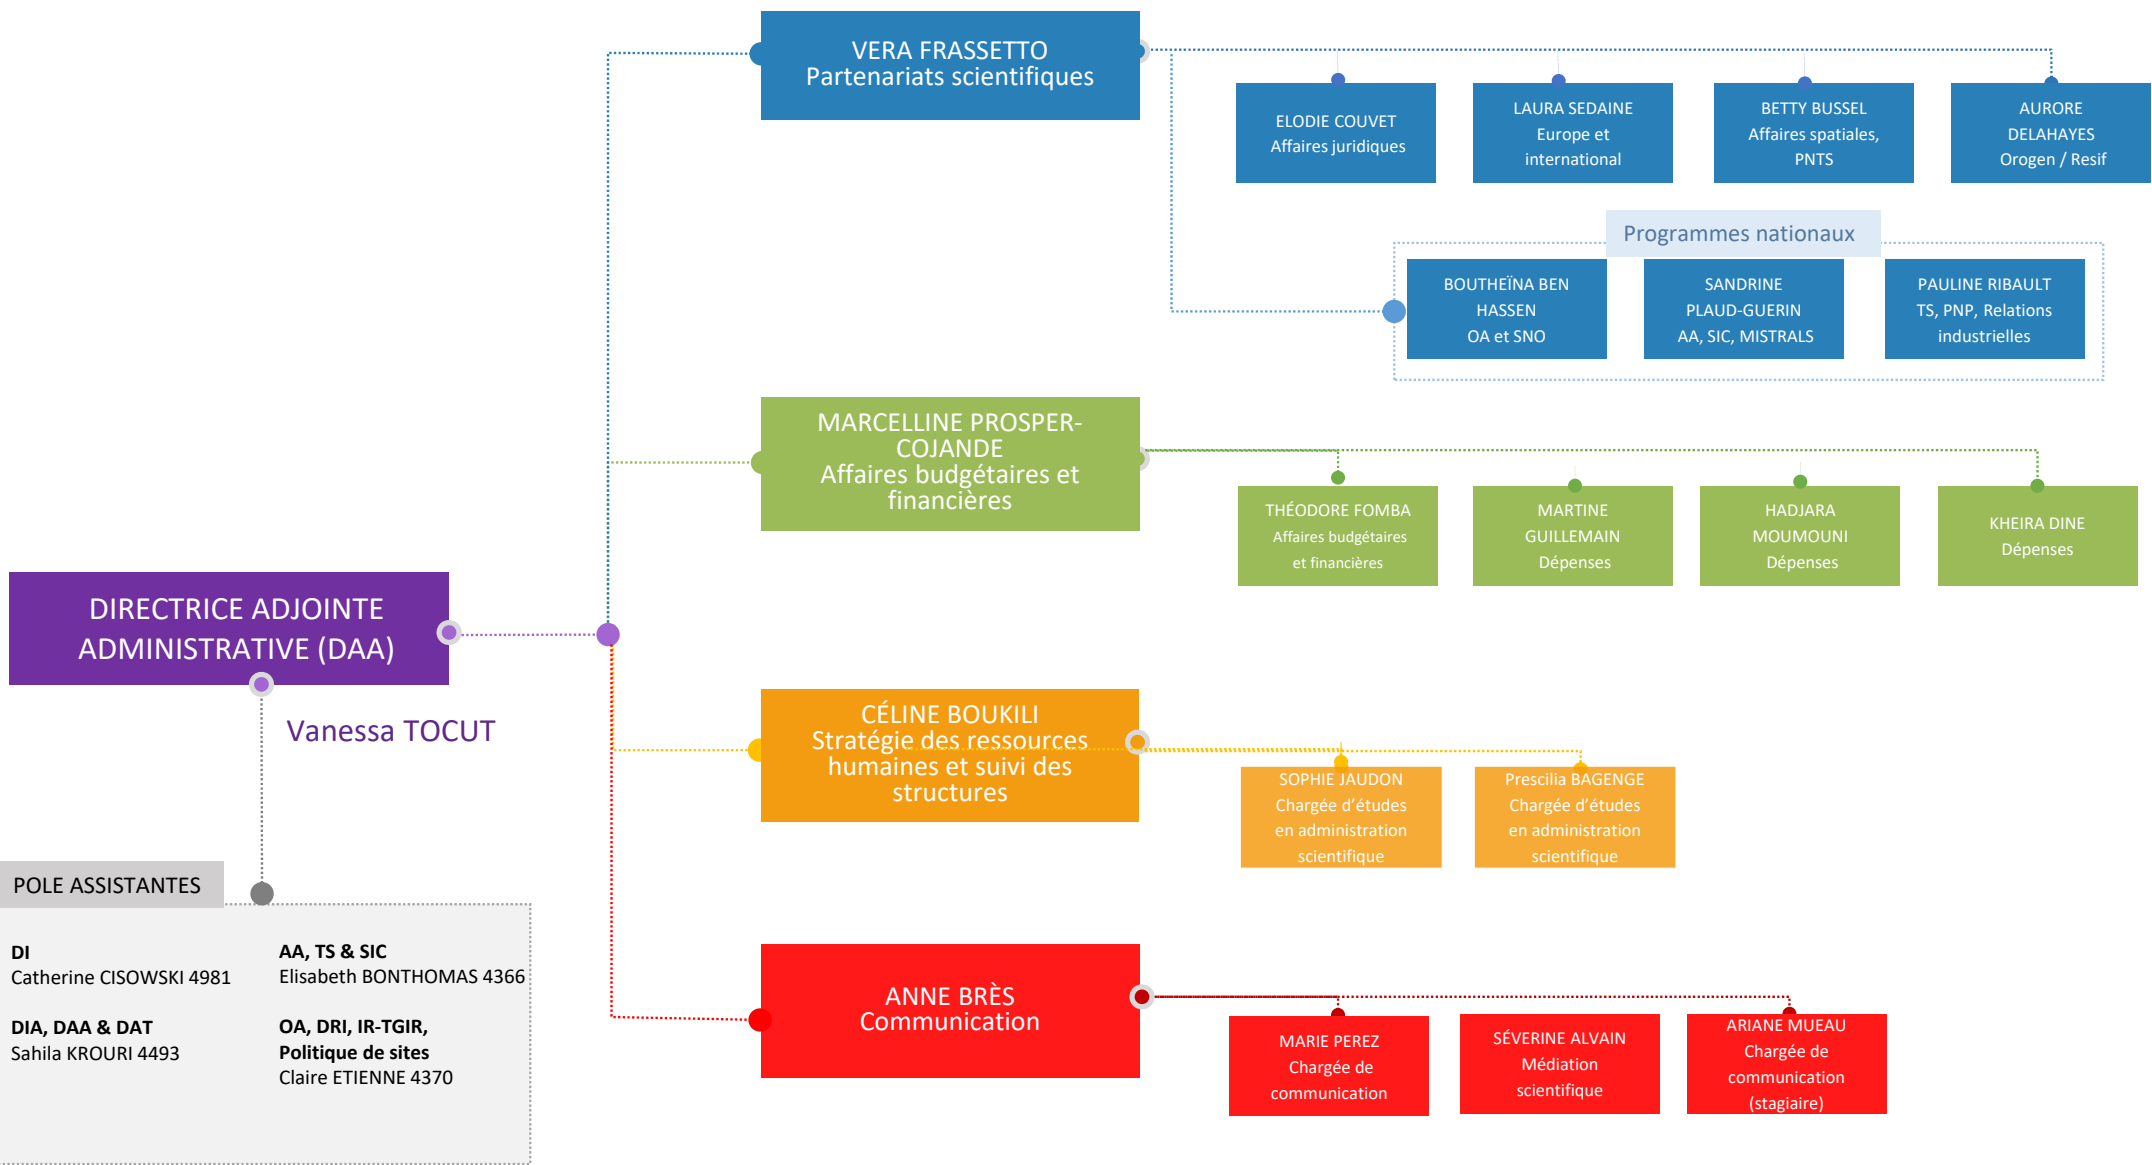 VERA FRASSETTO
Partenariats scientifiques
ELODIE COUVET
Affaires juridiques
LAURA SEDAINE
Europe et
international
BETTY BUSSEL
Affaires spatiales,
PNTS
AURORE
DELAHAYES
Orogen / Resif
Programmes nationaux
BOUTHEÏNA BEN
HASSEN
OA et SNO
SANDRINE
PLAUD-GUERIN
AA, SIC, MISTRALS
PAULINE RIBAULT
TS, PNP, Relations
industrielles
MARCELLINE PROSPER-
COJANDE
Affaires budgétaires et
financières
THÉODORE FOMBA
Affaires budgétaires
et financières
MARTINE
GUILLEMAIN
Dépenses
HADJARA
MOUMOUNI
Dépenses
KHEIRA DINE
Dépenses
DIRECTRICE ADJOINTE
ADMINISTRATIVE (DAA)
Vanessa TOCUT
CÉLINE BOUKILI
Stratégie des ressources
humaines et suivi des
structures
SOPHIE JAUDON
Chargée d’études
en administration
scientifique
Prescilia BAGENGE
Chargée d’études
en administration
scientifique
POLE ASSISTANTES
DI
Catherine CISOWSKI 4981
DIA, DAA & DAT
Sahila KROURI 4493
AA, TS & SIC
Elisabeth BONTHOMAS 4366
OA, DRI, IR-TGIR,
Politique de sites
Claire ETIENNE 4370
ANNE BRÈS
Communication
MARIE PEREZ
Chargée de
communication
SÉVERINE ALVAIN
Médiation
scientifique
ARIANE MUEAU
Chargée de
communication
(stagiaire)